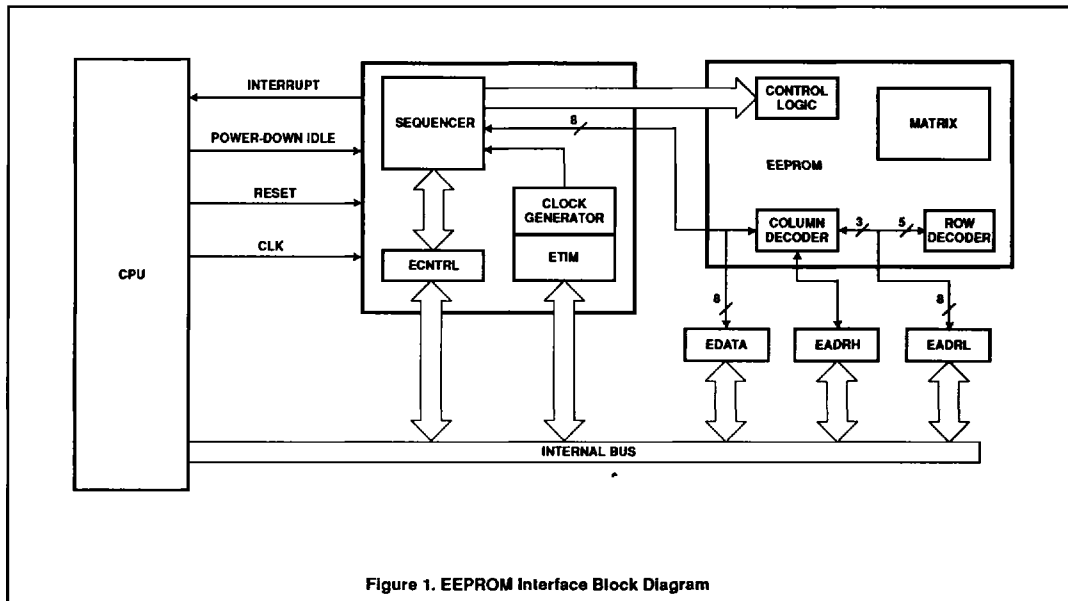 INTERRUPT
POWER-DOWN IDLE
RESET
CLK
CPU
SEQUENCER
8
CLOCK
GENERATOR
ETIM
ECNTRL
CONTROL
LOGIC
MATRIX
EEPROM
COLUMN
DECODER
3
5
ROW
DECODER
8
8
EDATA
EADRH
EADRL
INTERNAL BUS
Figure 1. EEPROM Interface Block Diagram